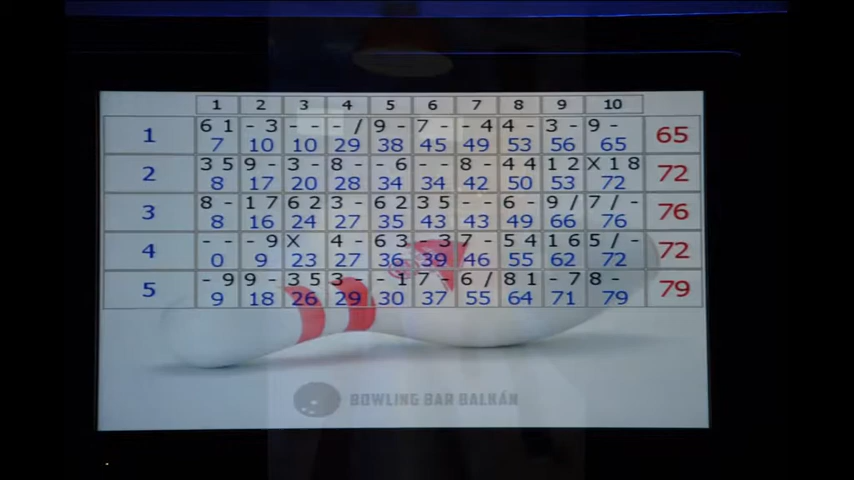 1 2 3 4 5 6 7 8 9 10
1 6 1 - 3 - - - / 9 - 7 - - 4 4 - 3 - 9 - 65
7 10 10 29 38 45 49 53 56 65
2 3 5 9 - 3 - 8 - - 6 - - 8 - 4 4 1 2 X 1 8 72
8 17 20 28 34 34 42 50 53 72
3 8 - 1 7 6 2 3 - 6 2 3 5 - - 6 - 9 / 7 / - 76
8 16 24 27 35 43 43 49 66 76
4 - - - 9 X 4 - 6 3 3 7 - 5 4 1 6 5 / - 72
0 9 23 27 36 39 46 55 62 72
5 - 9 9 - 3 5 3 - - 1 7 - 6 / 8 1 - 7 8 - 79
9 18 26 29 30 37 55 64 71 79
BOWLING BAR BALKÁN